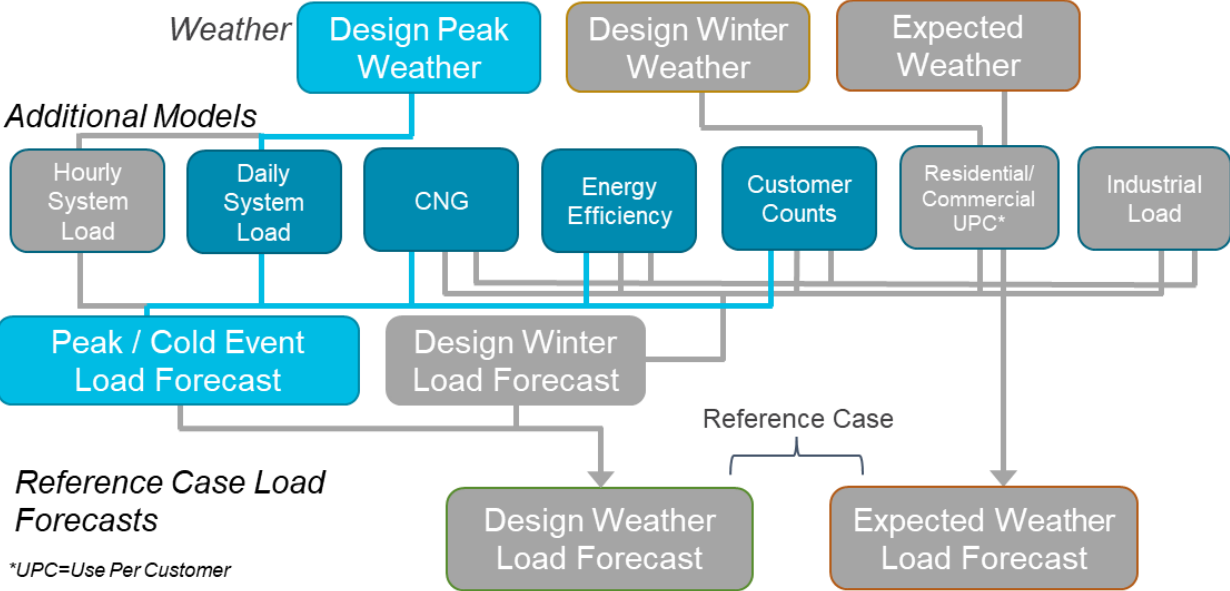 Weather
Design Peak
Weather
Design Winter
Weather
Expected
Weather
Additional Models
Hourly
System
Load
Daily
System
Load
CNG
Energy
Efficiency
Customer
Counts
Residential/
Commercial
UPC*
Industrial
Load
Peak / Cold Event
Load Forecast
Design Winter
Load Forecast
Reference Case
Reference Case Load
Forecasts
Design Weather
Load Forecast
Expected Weather
Load Forecast
*UPC=Use Per Customer